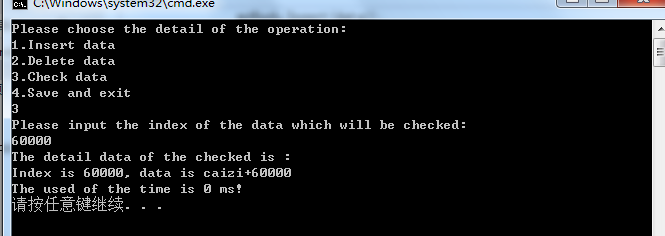 C:\Windows\system32\cmd.exe
Please choose the detail of the operation:
1.Insert data
2.Delete data
3.Check data
4.Save and exit
3
Please input the index of the data which will be checked:
60000
The detail data of the checked is :
Index is 60000, data is caizi+60000
The used of the time is 0 ms!
请按任意键继续. . .